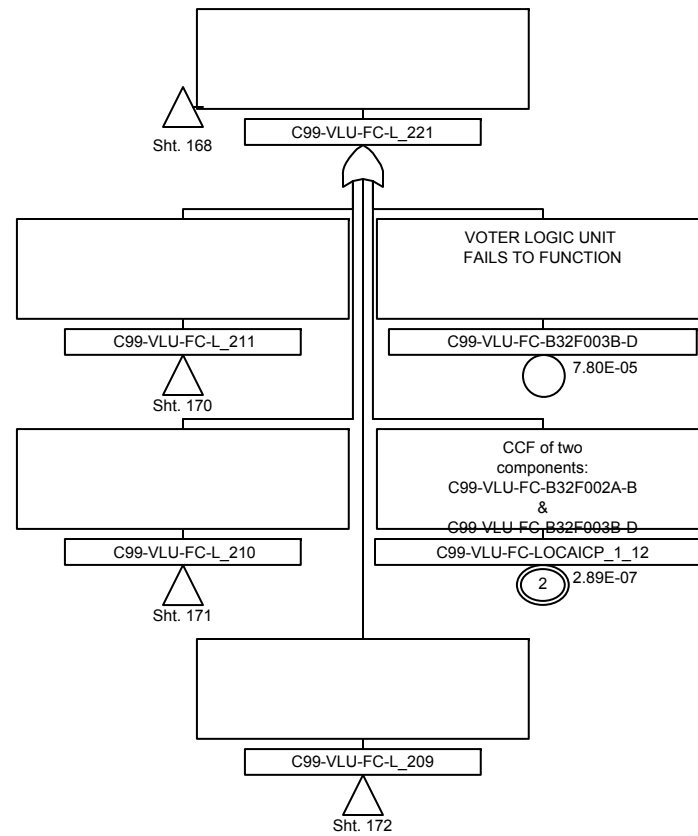 Sht. 168
C99-VLU-FC-L_221
C99-VLU-FC-L_211
Sht. 170
VOTER LOGIC UNIT
FAILS TO FUNCTION
C99-VLU-FC-B32F003B-D
7.80E-05
C99-VLU-FC-L_210
Sht. 171
CCF of two
components:
C99-VLU-FC-B32F002A-B
&
C99-VLU-FC-B32F003B-D
C99-VLU-FC-LOCAICP_1_12
2
2.89E-07
C99-VLU-FC-L_209
Sht. 172